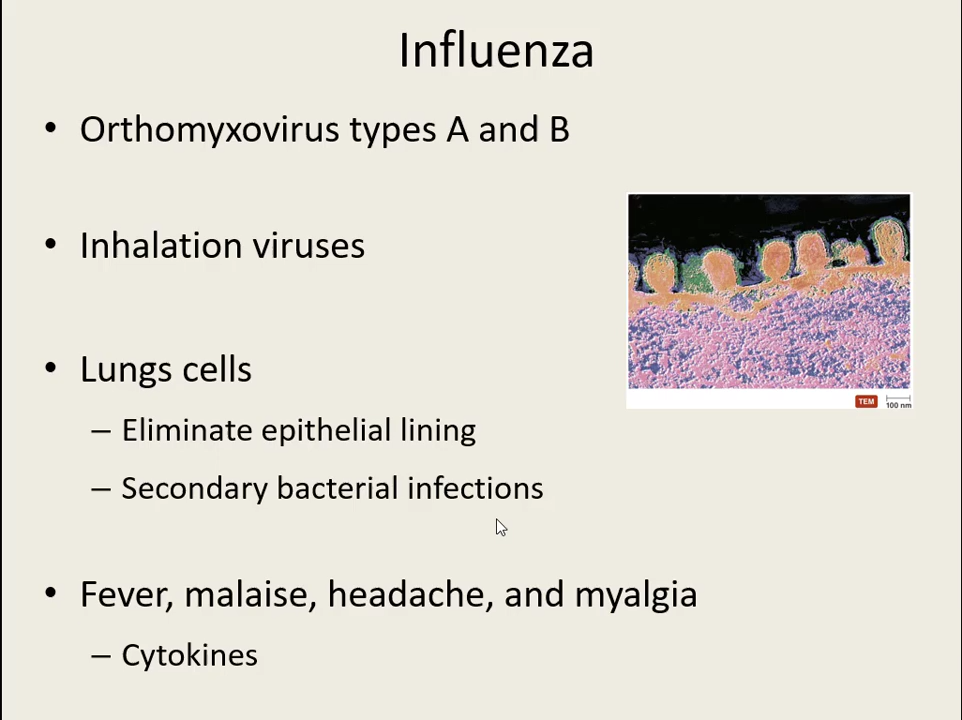 Influenza
• Orthomyxovirus types A and B
• Inhalation viruses
• Lungs cells
– Eliminate epithelial lining
– Secondary bacterial infections
• Fever, malaise, headache, and myalgia
– Cytokines
TEM 100 nm